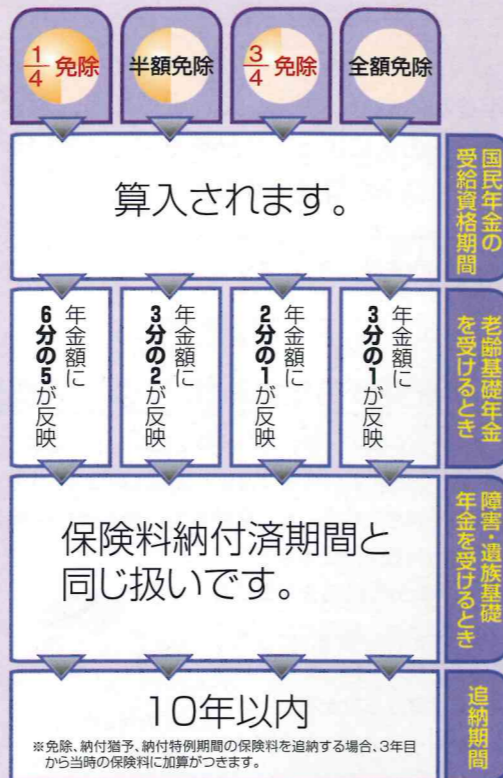 1/4 免除
半額免除
3/4 免除
全額免除
国民年金の
受給資格期間
算入されます。
老齢基礎年金
を受けるとき
年金額に
3分の1が反映
年金額に
2分の1が反映
年金額に
3分の2が反映
年金額に
6分の5が反映
障害・遺族基礎
年金を受けるとき
保険料納付済期間と
同じ扱いです。
追納期間
10年以内
※免除、納付猶予、納付特例期間の保険料を追納する場合、3年目
から当時の保険料に加算がつきます。